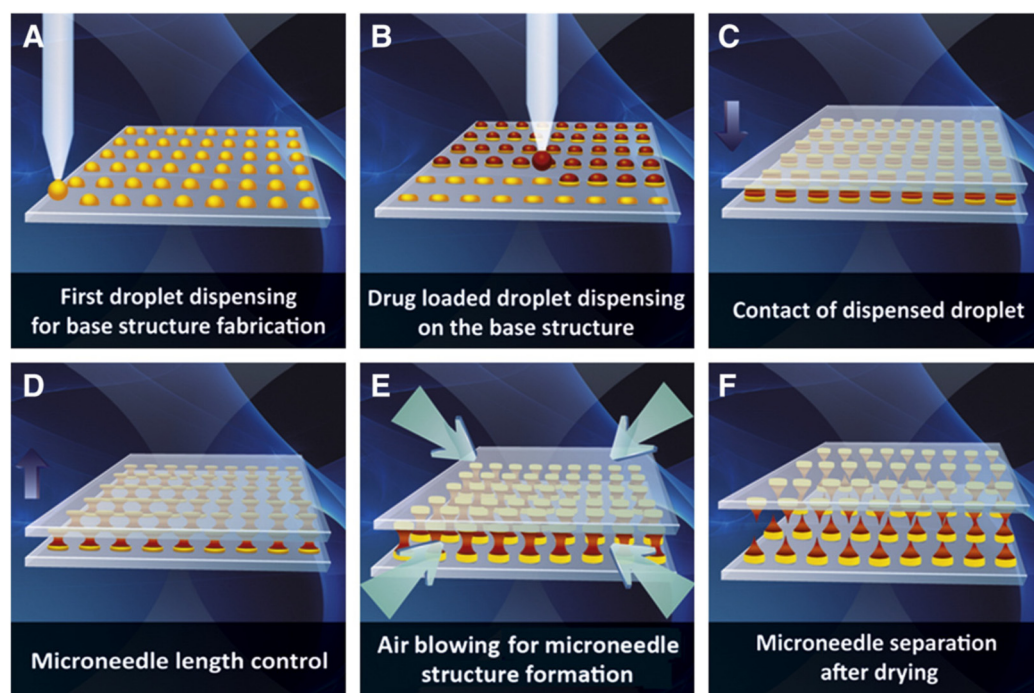 A
First droplet dispensing
for base structure fabrication
B
Drug loaded droplet dispensing
on the base structure
C
Contact of dispensed droplet
D
Microneedle length control
E
Air blowing for microneedle
structure formation
F
Microneedle separation
after drying